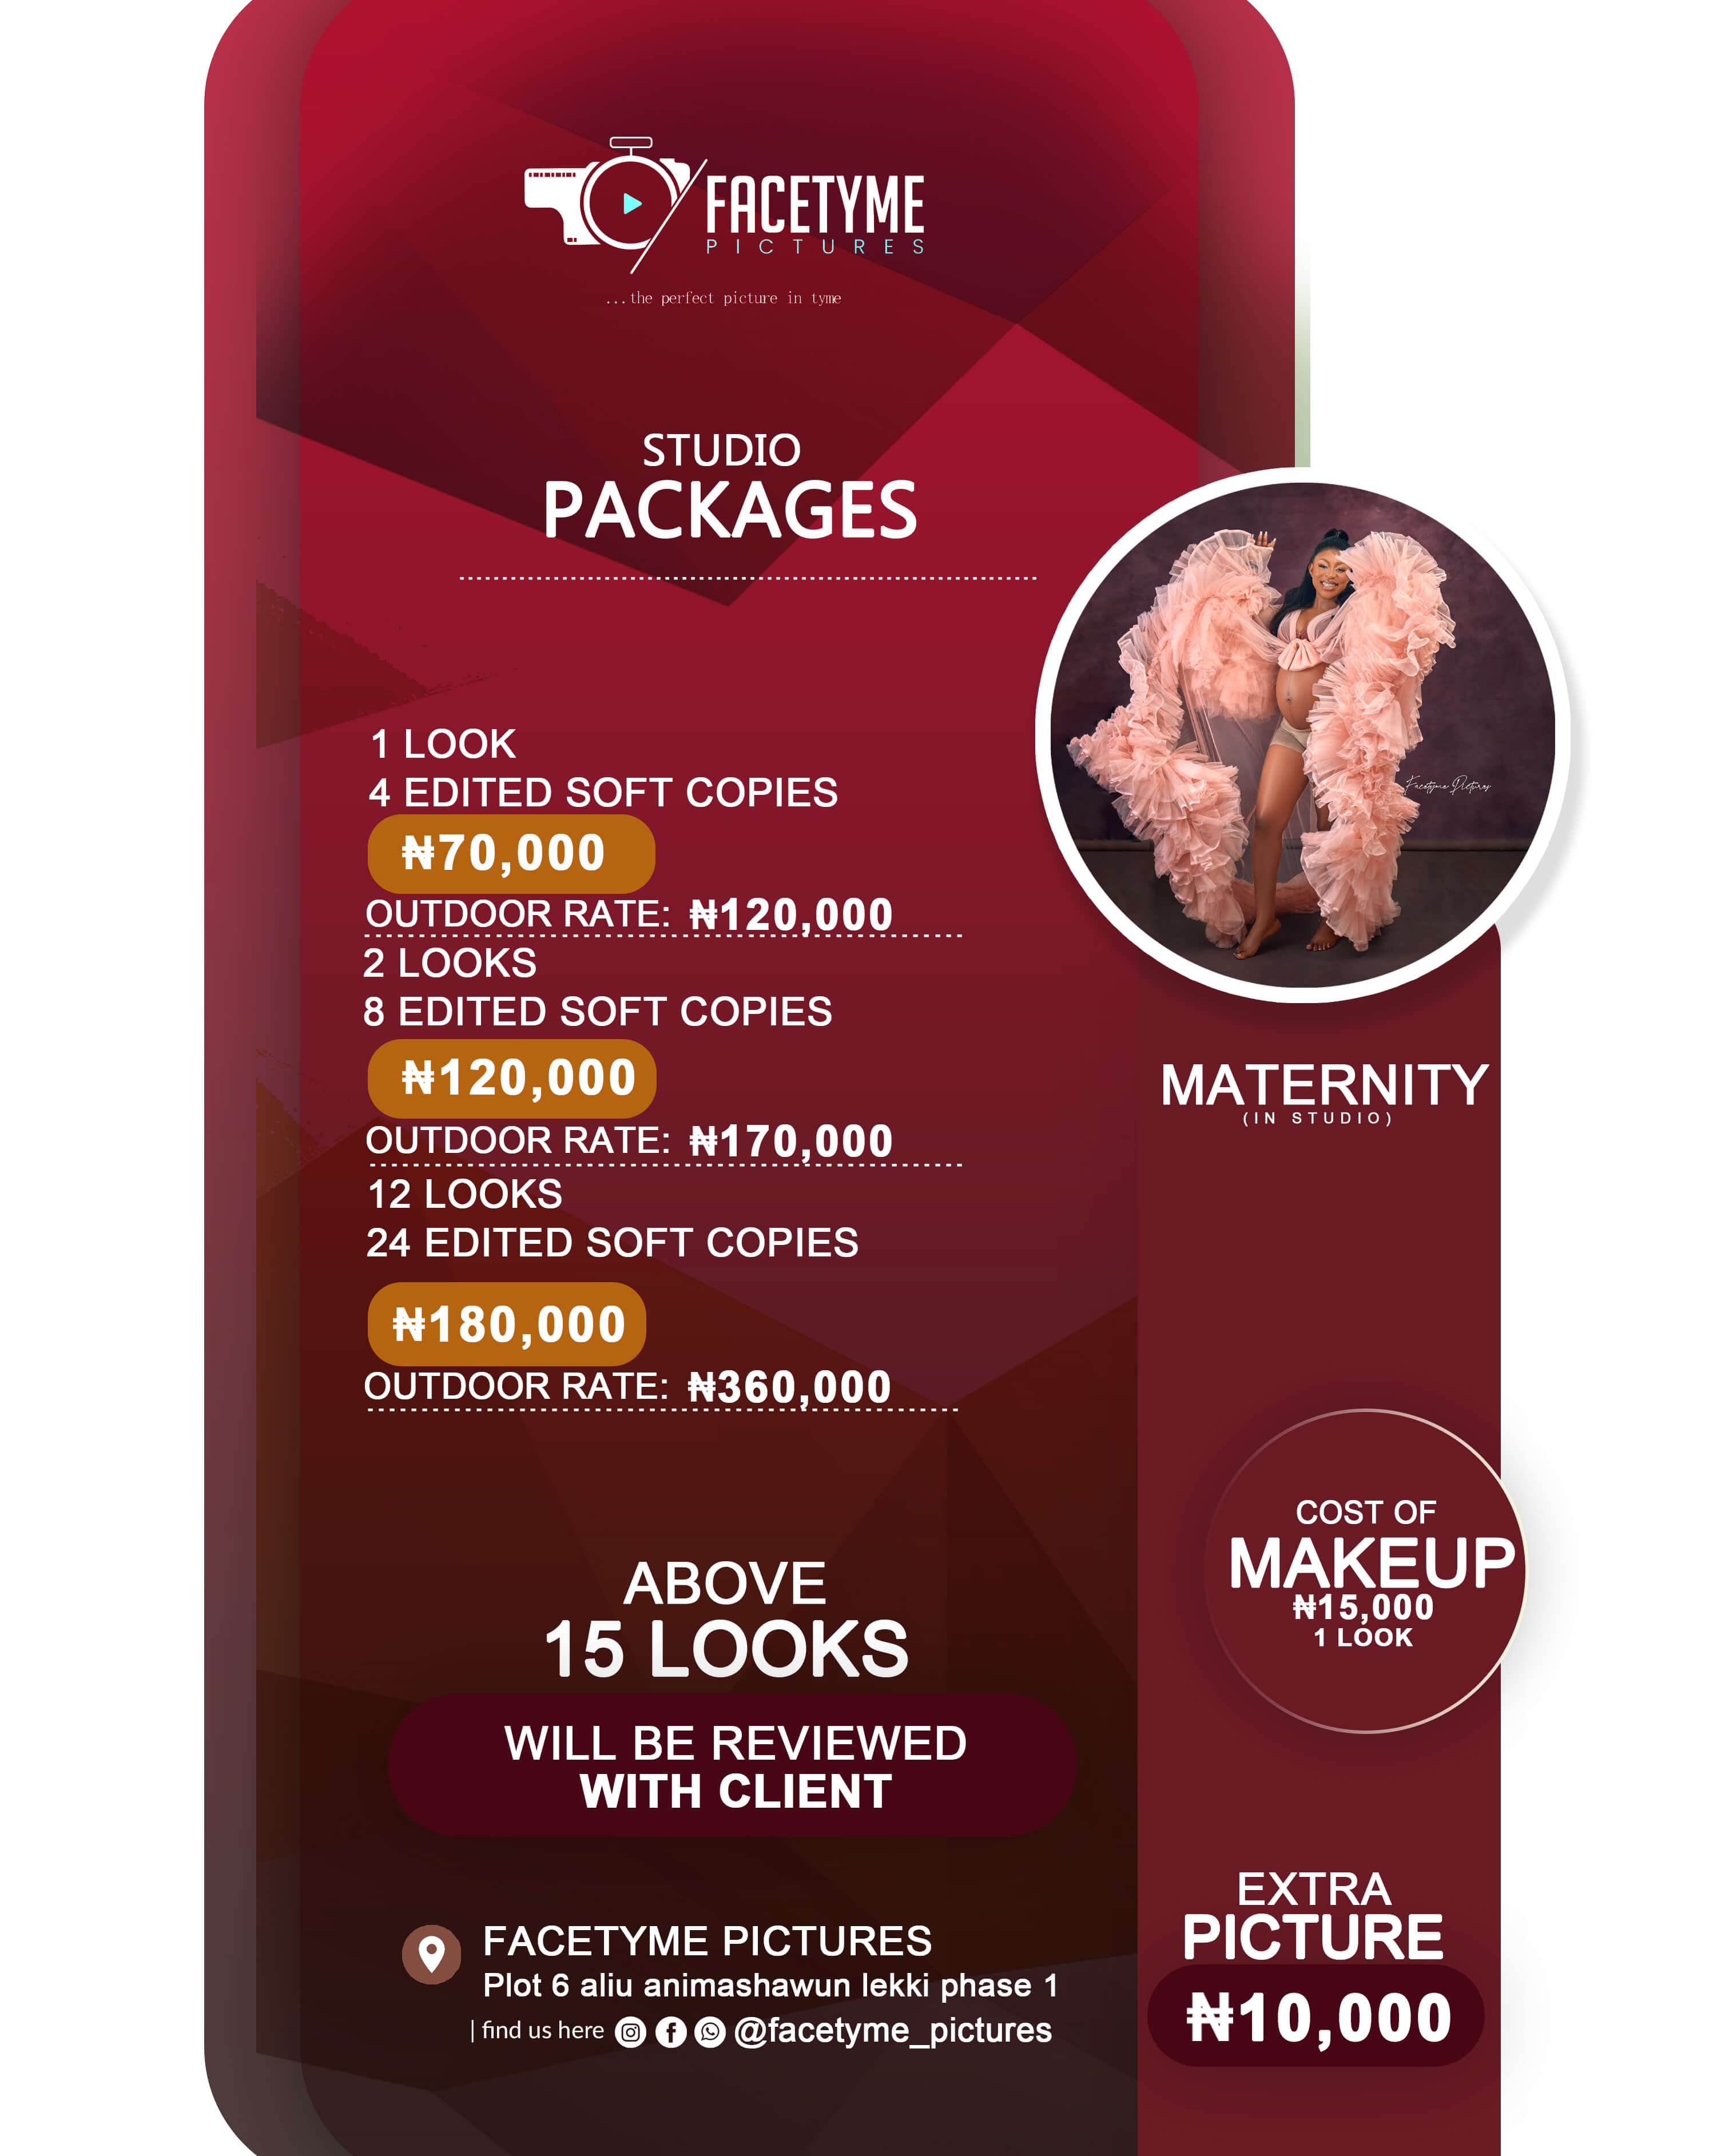 FACETYME
PICTURES
...the perfect picture in tyme
STUDIO
PACKAGES
1 LOOK
4 EDITED SOFT COPIES
₦70,000
OUTDOOR RATE: ₦120,000
2 LOOKS
8 EDITED SOFT COPIES
₦120,000
OUTDOOR RATE: ₦170,000
12 LOOKS
24 EDITED SOFT COPIES
₦180,000
OUTDOOR RATE: ₦360,000
ABOVE
15 LOOKS
WILL BE REVIEWED
WITH CLIENT
FACETYME PICTURES
Plot 6 aliu animashawun lekki phase 1
| find us here @facetyme_pictures
Facetyme Pictures
MATERNITY
(IN STUDIO)
COST OF
MAKEUP
₦15,000
1 LOOK
EXTRA
PICTURE
₦10,000